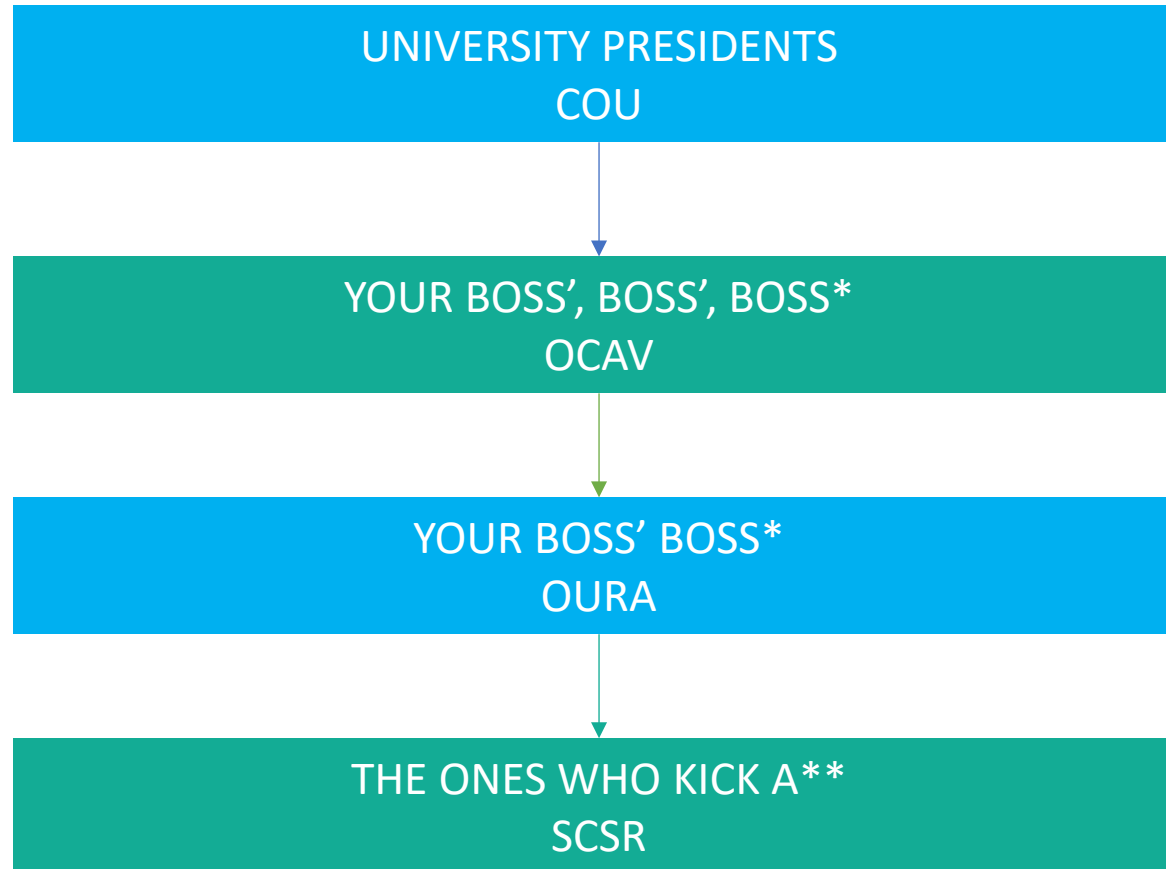 UNIVERSITY PRESIDENTS
COU
YOUR BOSS’, BOSS’, BOSS*
OCAV
YOUR BOSS’ BOSS*
OURA
THE ONES WHO KICK A**
SCSR